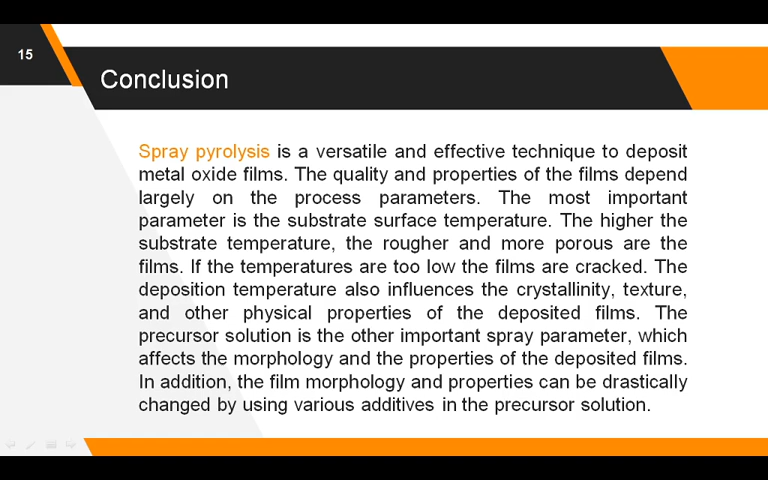 15
Conclusion
Spray pyrolysis is a versatile and effective technique to deposit
metal oxide films. The quality and properties of the films depend
largely on the process parameters. The most important
parameter is the substrate surface temperature. The higher the
substrate temperature, the rougher and more porous are the
films. If the temperatures are too low the films are cracked. The
deposition temperature also influences the crystallinity, texture,
and other physical properties of the deposited films. The
precursor solution is the other important spray parameter, which
affects the morphology and the properties of the deposited films.
In addition, the film morphology and properties can be drastically
changed by using various additives in the precursor solution.